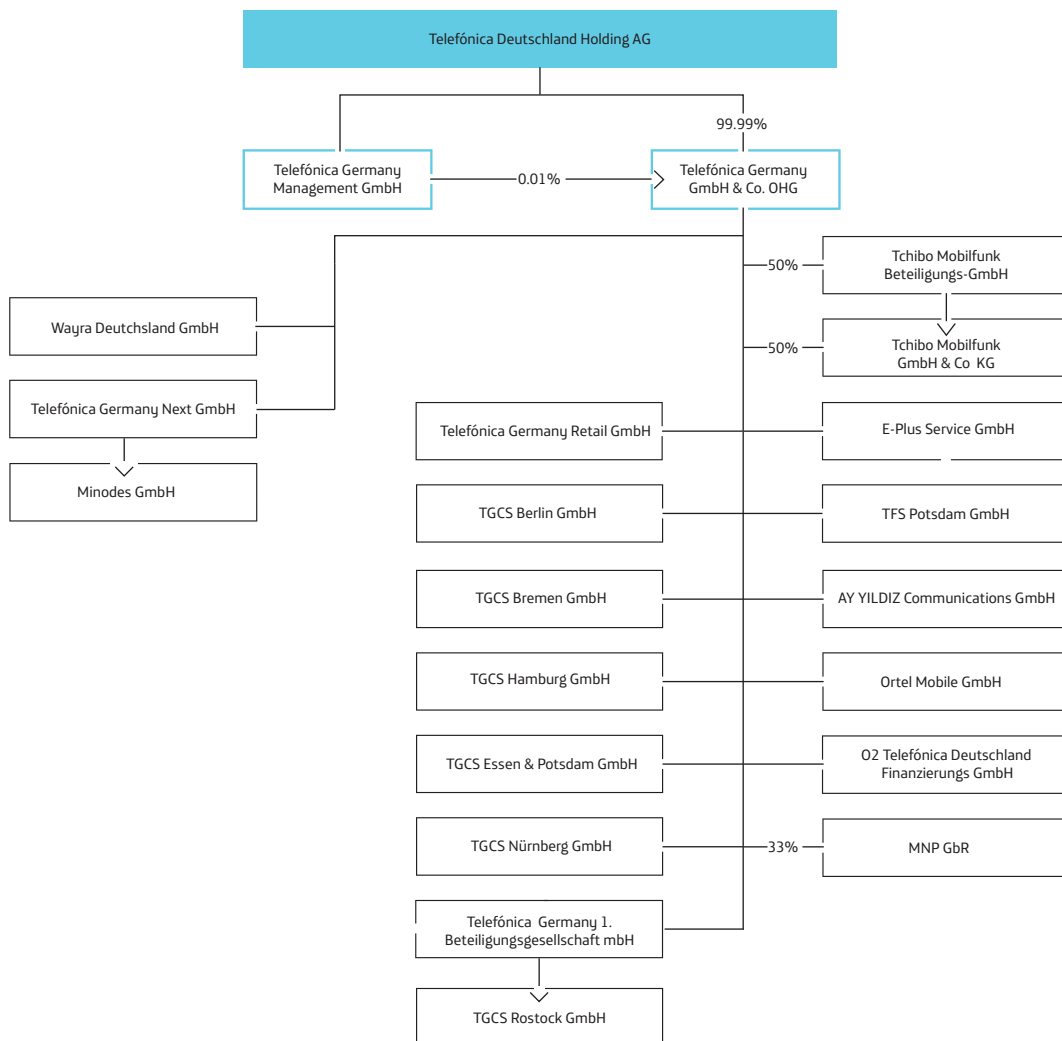 Telefónica Deutschland Holding AG
99.99%
Telefónica Germany
Management GmbH
0.01%
Telefónica Germany
GmbH & Co. OHG
50%
Tchibo Mobilfunk
Beteiligungs-GmbH
Wayra Deutchsland GmbH
50%
Tchibo Mobilfunk
GmbH & Co KG
Telefónica Germany Next GmbH
Telefónica Germany Retail GmbH
E-Plus Service GmbH
Minodes GmbH
TGCS Berlin GmbH
TFS Potsdam GmbH
TGCS Bremen GmbH
AY YILDIZ Communications GmbH
TGCS Hamburg GmbH
Ortel Mobile GmbH
TGCS Essen & Potsdam GmbH
O2 Telefónica Deutschland
Finanzierungs GmbH
TGCS Nürnberg GmbH
33%
MNP GbR
Telefónica Germany 1.
Beteiligungsgesellschaft mbH
TGCS Rostock GmbH